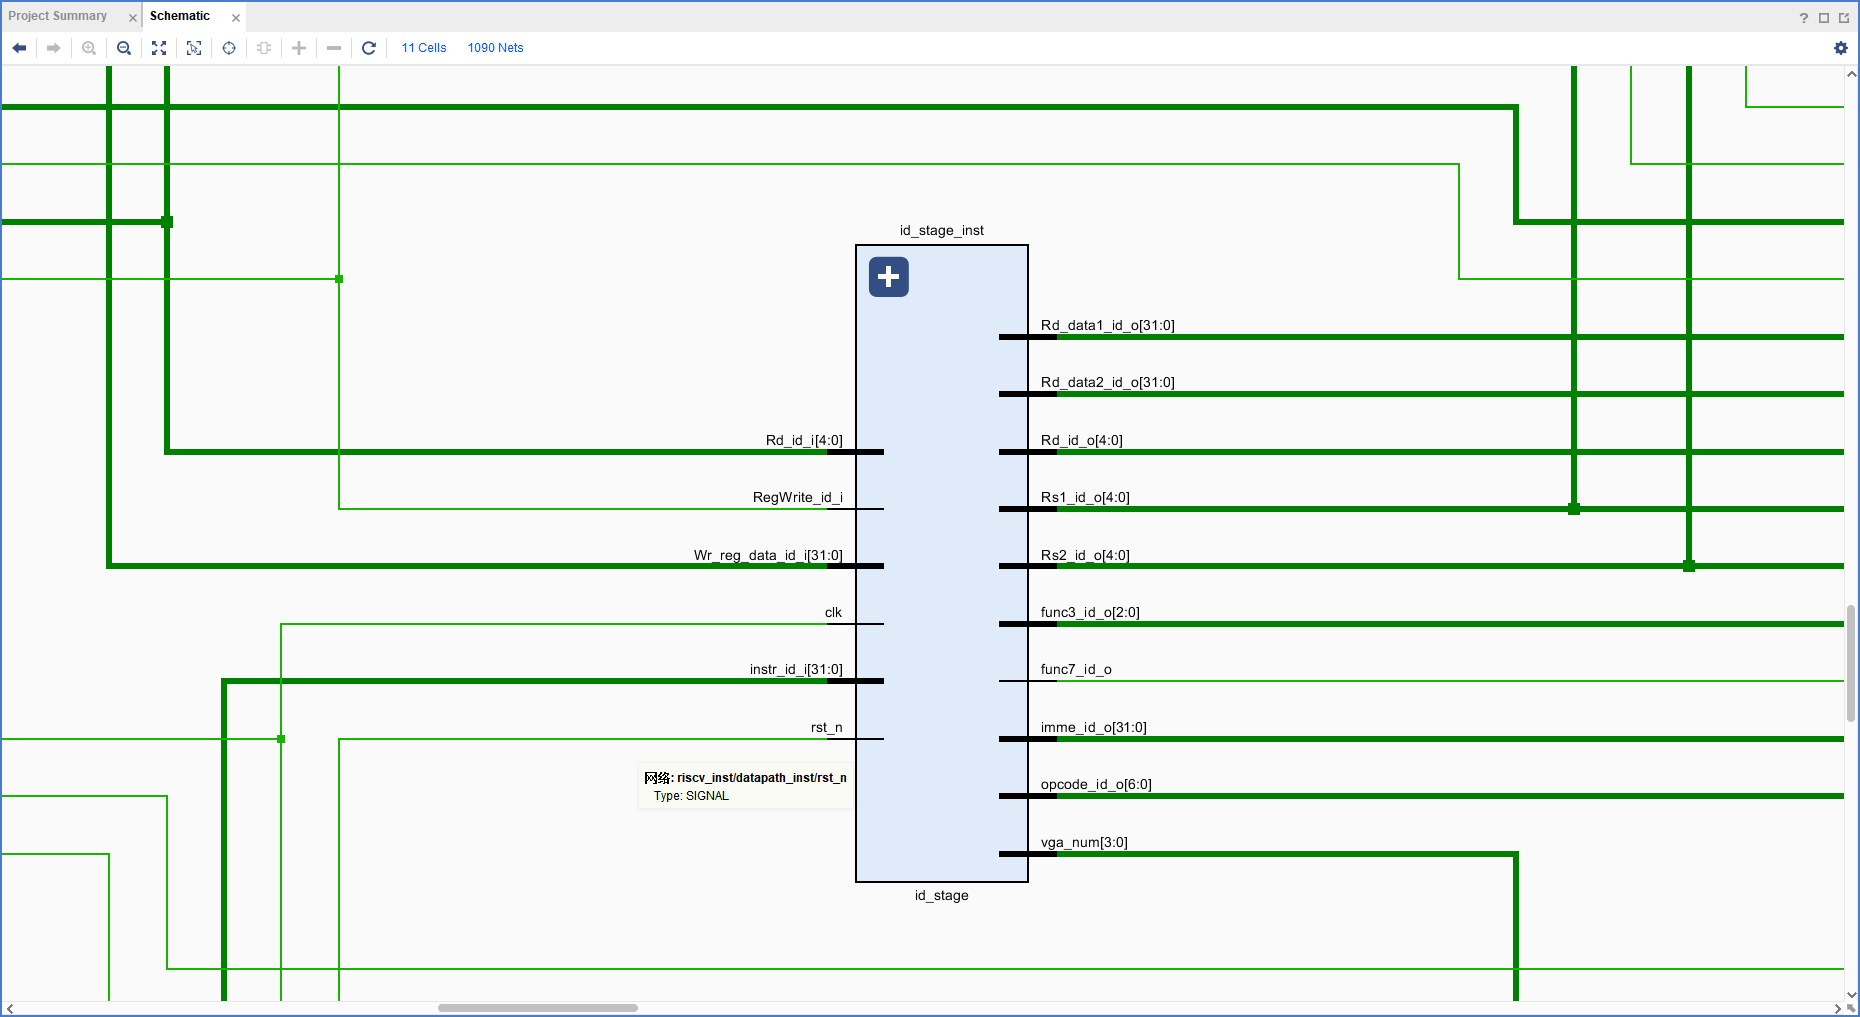 Project Summary
Schematic
11 Cells
1090 Nets
id_stage_inst
Rd_data1_id_o[31:0]
Rd_data2_id_o[31:0]
Rd_id_i[4:0]
Rd_id_o[4:0]
RegWrite_id_i
Rs1_id_o[4:0]
Wr_reg_data_id_i[31:0]
Rs2_id_o[4:0]
clk
func3_id_o[2:0]
instr_id_i[31:0]
func7_id_o
rst_n
imme_id_o[31:0]
网络: riscv_inst/datapath_inst/rst_n
Type: SIGNAL
opcode_id_o[6:0]
vga_num[3:0]
id_stage